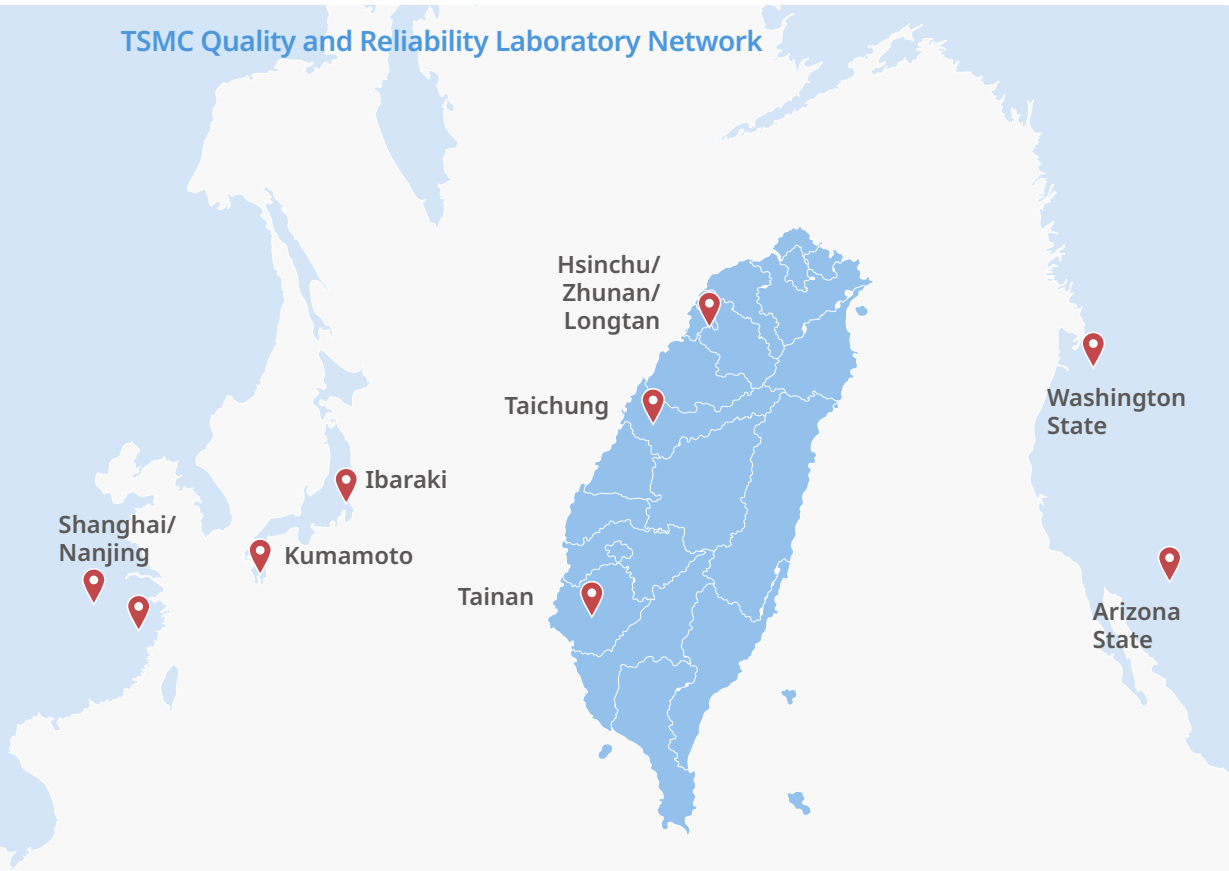 TSMC Quality and Reliability Laboratory Network
Hsinchu/
Zhunan/
Longtan
Taichung
Tainan
Ibaraki
Kumamoto
Shanghai/
Nanjing
Washington
State
Arizona
State